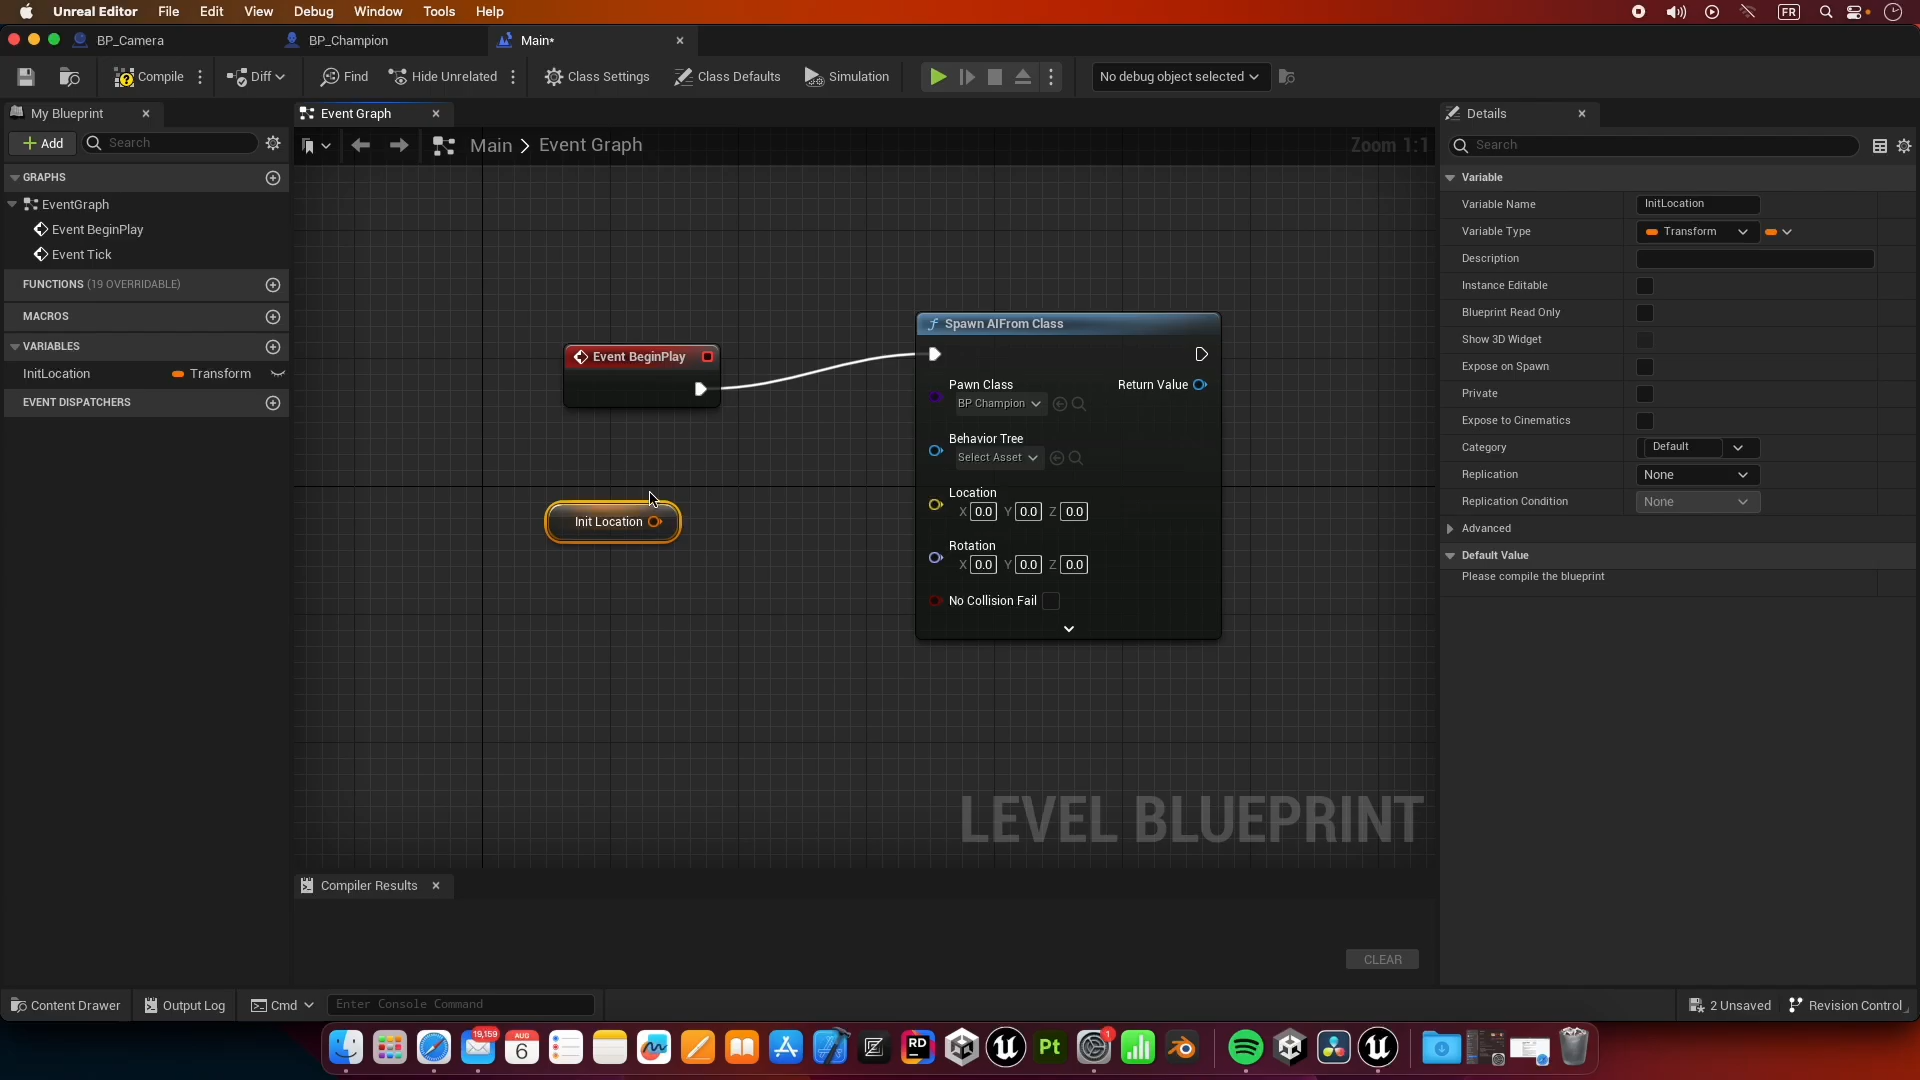 Unreal Editor File Edit View Debug Window Tools Help FR
BP_Camera BP_Champion Main*
Compile Diff Find Hide Unrelated Class Settings Class Defaults Simulation No debug object selected
My Blueprint
Add Search
GRAPHS
EventGraph
Event BeginPlay
Event Tick
FUNCTIONS (19 OVERRIDABLE)
MACROS
VARIABLES
InitLocation Transform
EVENT DISPATCHERS
Event Graph
Main > Event Graph Zoom 1:1
Event BeginPlay
Init Location
Spawn AIFrom Class
Pawn Class Return Value
BP Champion
Behavior Tree
Select Asset
Location
X 0.0 Y 0.0 Z 0.0
Rotation
X 0.0 Y 0.0 Z 0.0
No Collision Fail
LEVEL BLUEPRINT
Compiler Results
CLEAR
Details
Search
Variable
Variable Name InitLocation
Variable Type Transform
Description
Instance Editable
Blueprint Read Only
Show 3D Widget
Expose on Spawn
Private
Expose to Cinematics
Category Default
Replication None
Replication Condition None
Advanced
Default Value
Please compile the blueprint
Content Drawer Output Log Cmd Enter Console Command 2 Unsaved Revision Control
19,159
AUG
6
RD
Pt
1